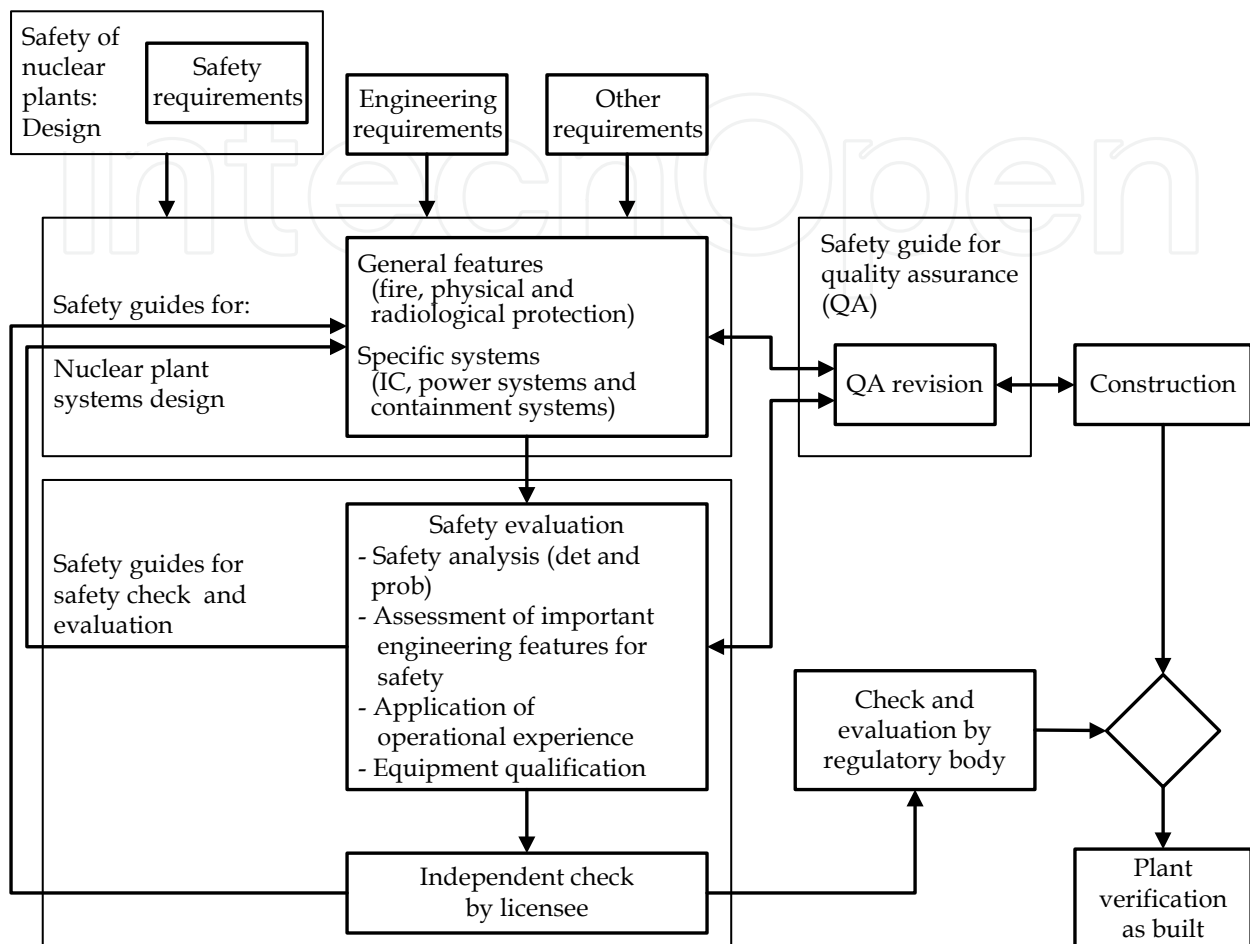 Safety of
nuclear
plants:
Design
Safety
requirements
Engineering
requirements
Other
requirements
IntechOpen
General features
(fire, physical and
radiological protection)
Specific systems
(IC, power systems and
containment systems)
Safety guides for:
Nuclear plant
systems design
Safety guide for
quality assurance
(QA)
QA revision
Construction
Safety guides for
safety check and
evaluation
Safety evaluation
- Safety analysis (det and
prob)
- Assessment of important
engineering features for
safety
- Application of
operational experience
- Equipment qualification
Check and
evaluation by
regulatory body
Independent check
by licensee
Plant
verification
as built